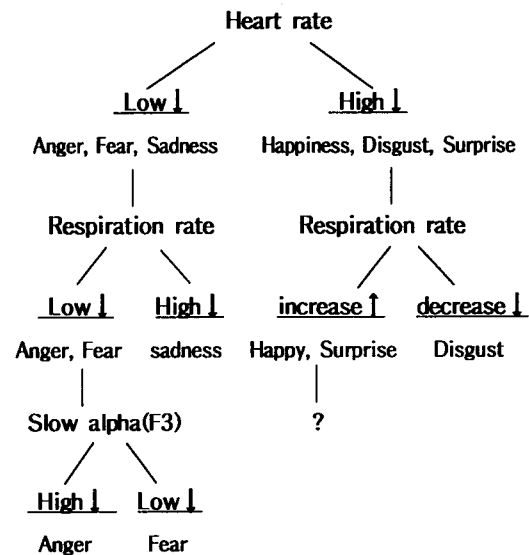 Heart rate
Low ↓ High ↓
Anger, Fear, Sadness Happiness, Disgust, Surprise
Respiration rate Respiration rate
Low ↓ High ↓ increase ↑ decrease ↓
Anger, Fear sadness Happy, Surprise Disgust
Slow alpha(F3) ?
High ↓ Low ↓
Anger Fear